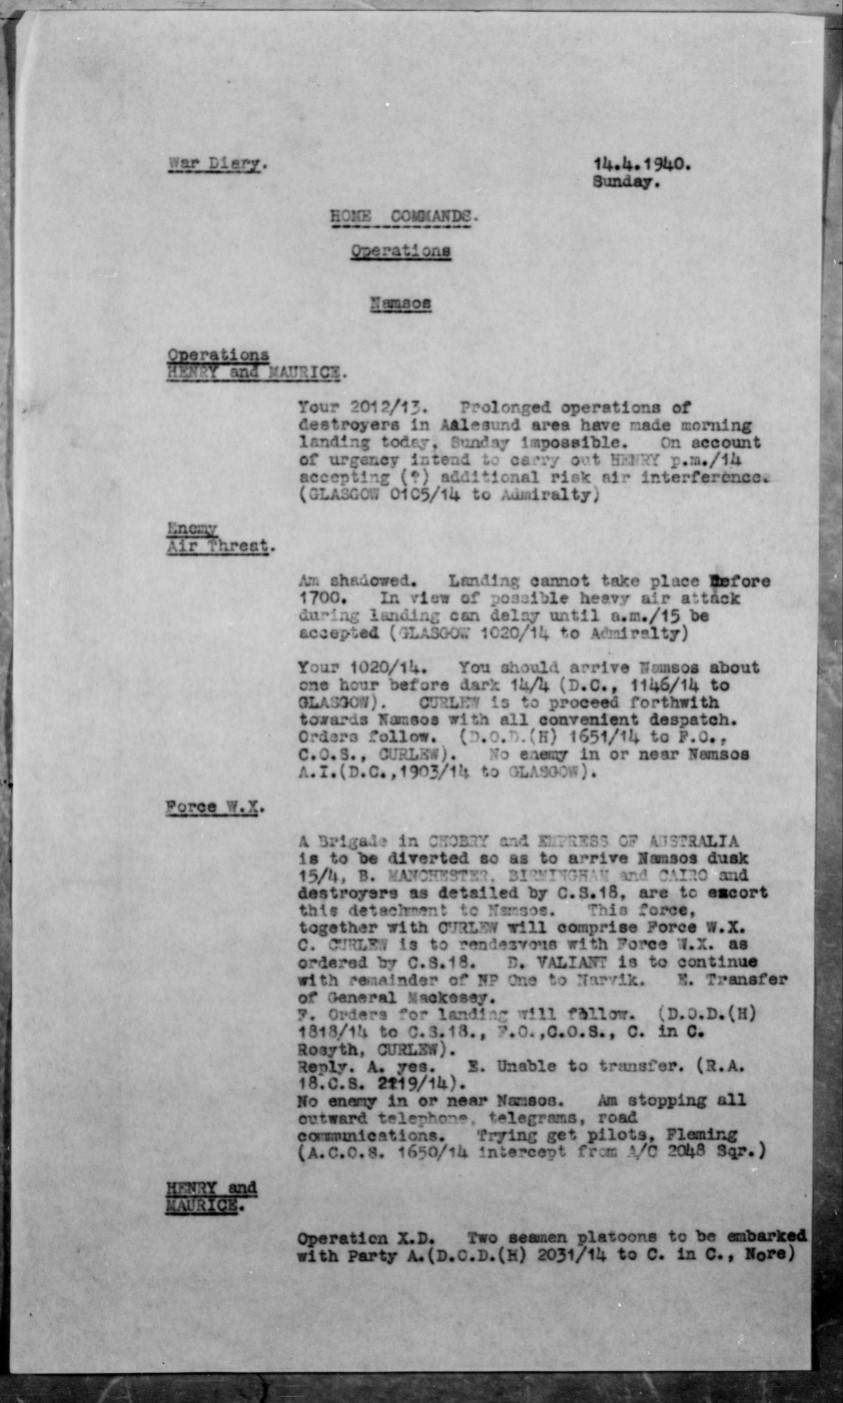 War Diary.
14.4.1940.
Sunday.
HOME COMMANDS.
Operations
Namsos
Operations
HENRY and MAURICE.
Your 2012/13. Prolonged operations of
destroyers in Aalesund area have made morning
landing today, Sunday impossible. On account
of urgency intend to carry out HENRY p.m./14
accepting (?) additional risk air interference.
(GLASGOW 0105/14 to Admiralty)
Enemy
Air Threat.
Am shadowed. Landing cannot take place Before
1700. In view of possible heavy air attack
during landing can delay until a.m./15 be
accepted (GLASGOW 1020/14 to Admiralty)
Your 1020/14. You should arrive Namsos about
one hour before dark 14/4 (D.C., 1146/14 to
GLASGOW). CURLEW is to proceed forthwith
towards Namsos with all convenient despatch.
Orders follow. (D.O.D.(H) 1651/14 to F.O.,
C.O.S., CURLEW). No enemy in or near Namsos
A.I.(D.C.,1903/14 to GLASGOW).
Force W.X.
A Brigade in CHOBRY and EMPRESS OF AUSTRALIA
is to be diverted so as to arrive Namsos dusk
15/4, B. MANCHESTER, BIRMINGHAM and CAIRO and
destroyers as detailed by C.S.18, are to escort
this detachment to Namsos. This force,
together with CURLEW will comprise Force W.X.
C. CURLEW is to rendezvous with Force W.X. as
ordered by C.S.18. D. VALIANT is to continue
with remainder of NP One to Narvik. E. Transfer
of General Mackesey.
F. Orders for landing will follow. (D.O.D.(H)
1818/14 to C.S.18., F.O.,C.O.S., C. in C.
Rosyth, CURLEW).
Reply. A. yes. E. Unable to transfer. (R.A.
18.C.S. 2119/14).
No enemy in or near Namsos. Am stopping all
outward telephone, telegrams, road
communications. Trying get pilots, Fleming
(A.C.O.S. 1650/14 intercept from A/C 2048 Sqr.)
HENRY and
MAURICE.
Operation X.D. Two seamen platoons to be embarked
with Party A.(D.C.D.(H) 2031/14 to C. in C., Nore)